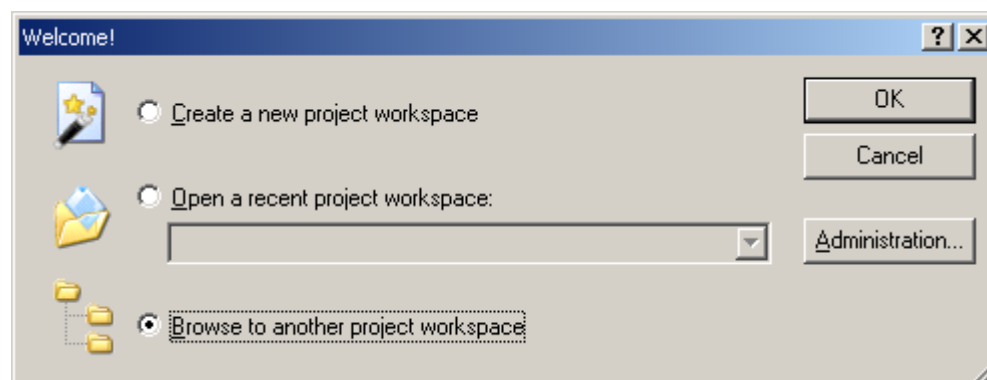 Welcome!
Create a new project workspace
OK
Cancel
Open a recent project workspace:
Administration...
Browse to another project workspace